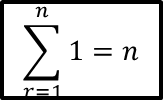 n
∑ 1 = n
r=1